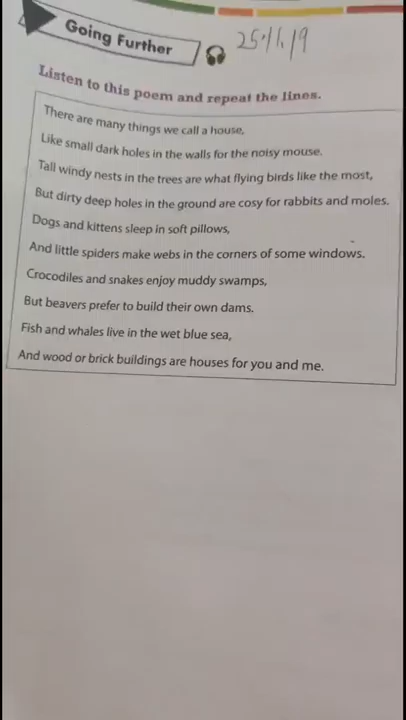 Going Further
25.11.19
Listen to this poem and repeat the lines.
There are many things we call a house,
Like small dark holes in the walls for the noisy mouse.
Tall windy nests in the trees are what flying birds like the most,
But dirty deep holes in the ground are cosy for rabbits and moles.
Dogs and kittens sleep in soft pillows,
And little spiders make webs in the corners of some windows.
Crocodiles and snakes enjoy muddy swamps,
But beavers prefer to build their own dams.
Fish and whales live in the wet blue sea,
And wood or brick buildings are houses for you and me.